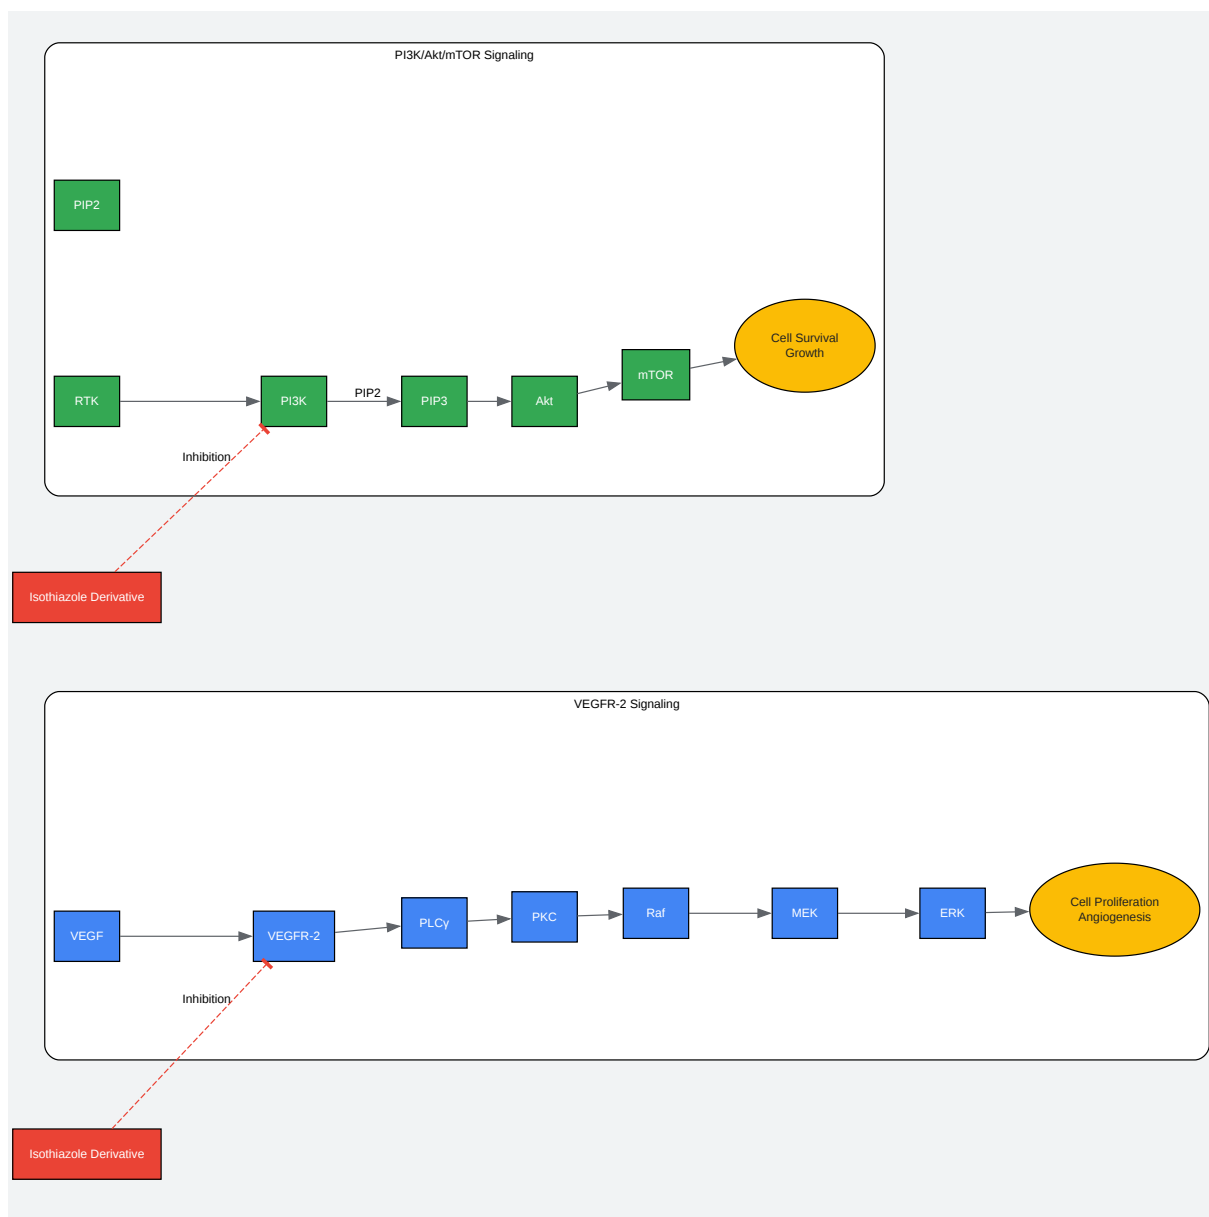 PI3K/Akt/mTOR Signaling
PIP2
Cell Survival
Growth
mTOR
RTK
PI3K
PIP2
PIP3
Akt
Inhibition
Isothiazole Derivative
VEGFR-2 Signaling
VEGF
VEGFR-2
PLCγ
PKC
Raf
MEK
ERK
Cell Proliferation
Angiogenesis
Inhibition
Isothiazole Derivative